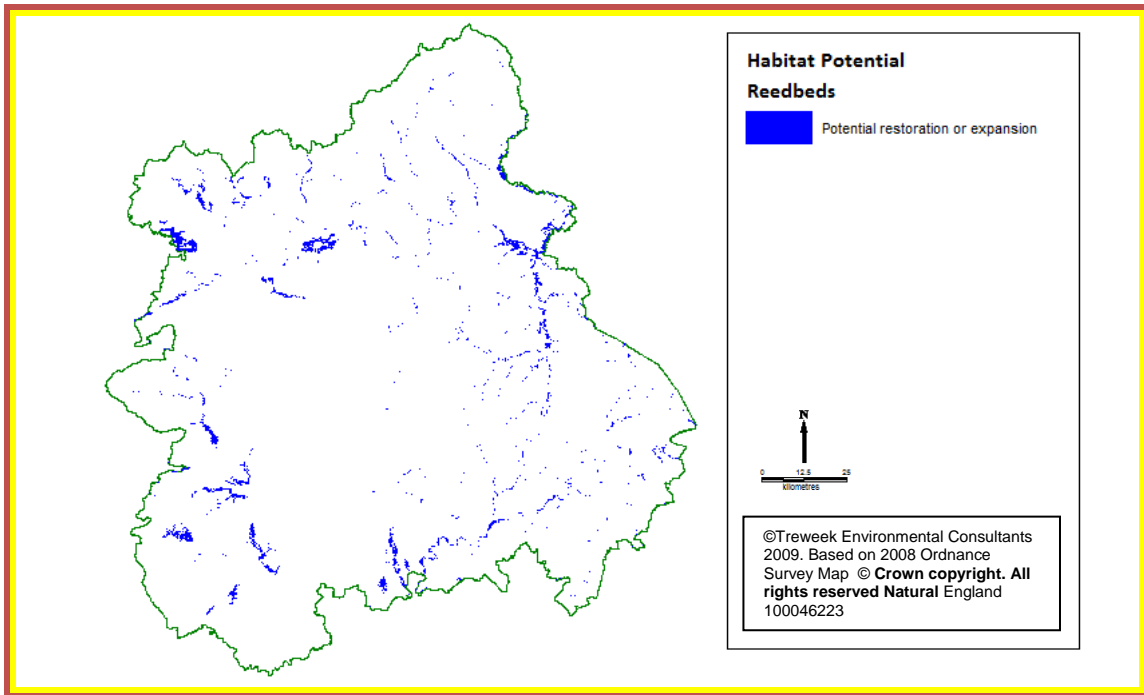 Habitat Potential
Reedbeds
Potential restoration or expansion
N
0 12.5 25
kilometres
©Treweek Environmental Consultants
2009. Based on 2008 Ordnance
Survey Map © Crown copyright. All
rights reserved Natural England
100046223